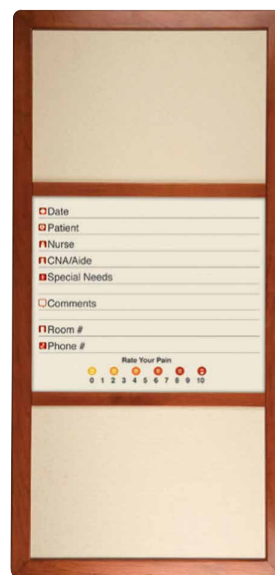 Date
Patient
Nurse
CNA/Aide
Special Needs
Comments
Room #
Phone #
Rate Your Pain
0 1 2 3 4 5 6 7 8 9 10